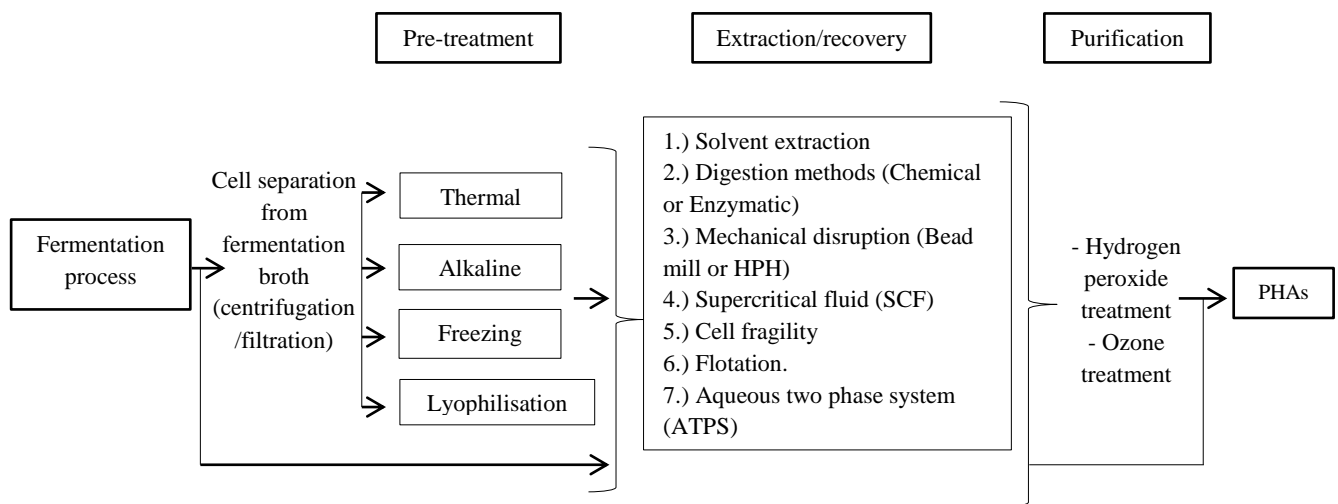 Pre-treatment
Extraction/recovery
Purification
Fermentation
process
Cell separation
from
fermentation
broth
(centrifugation
/filtration)
Thermal
Alkaline
Freezing
Lyophilisation
1.) Solvent extraction
2.) Digestion methods (Chemical
or Enzymatic)
3.) Mechanical disruption (Bead
mill or HPH)
4.) Supercritical fluid (SCF)
5.) Cell fragility
6.) Flotation.
7.) Aqueous two phase system
(ATPS)
- Hydrogen
peroxide
treatment
- Ozone
treatment
PHAs